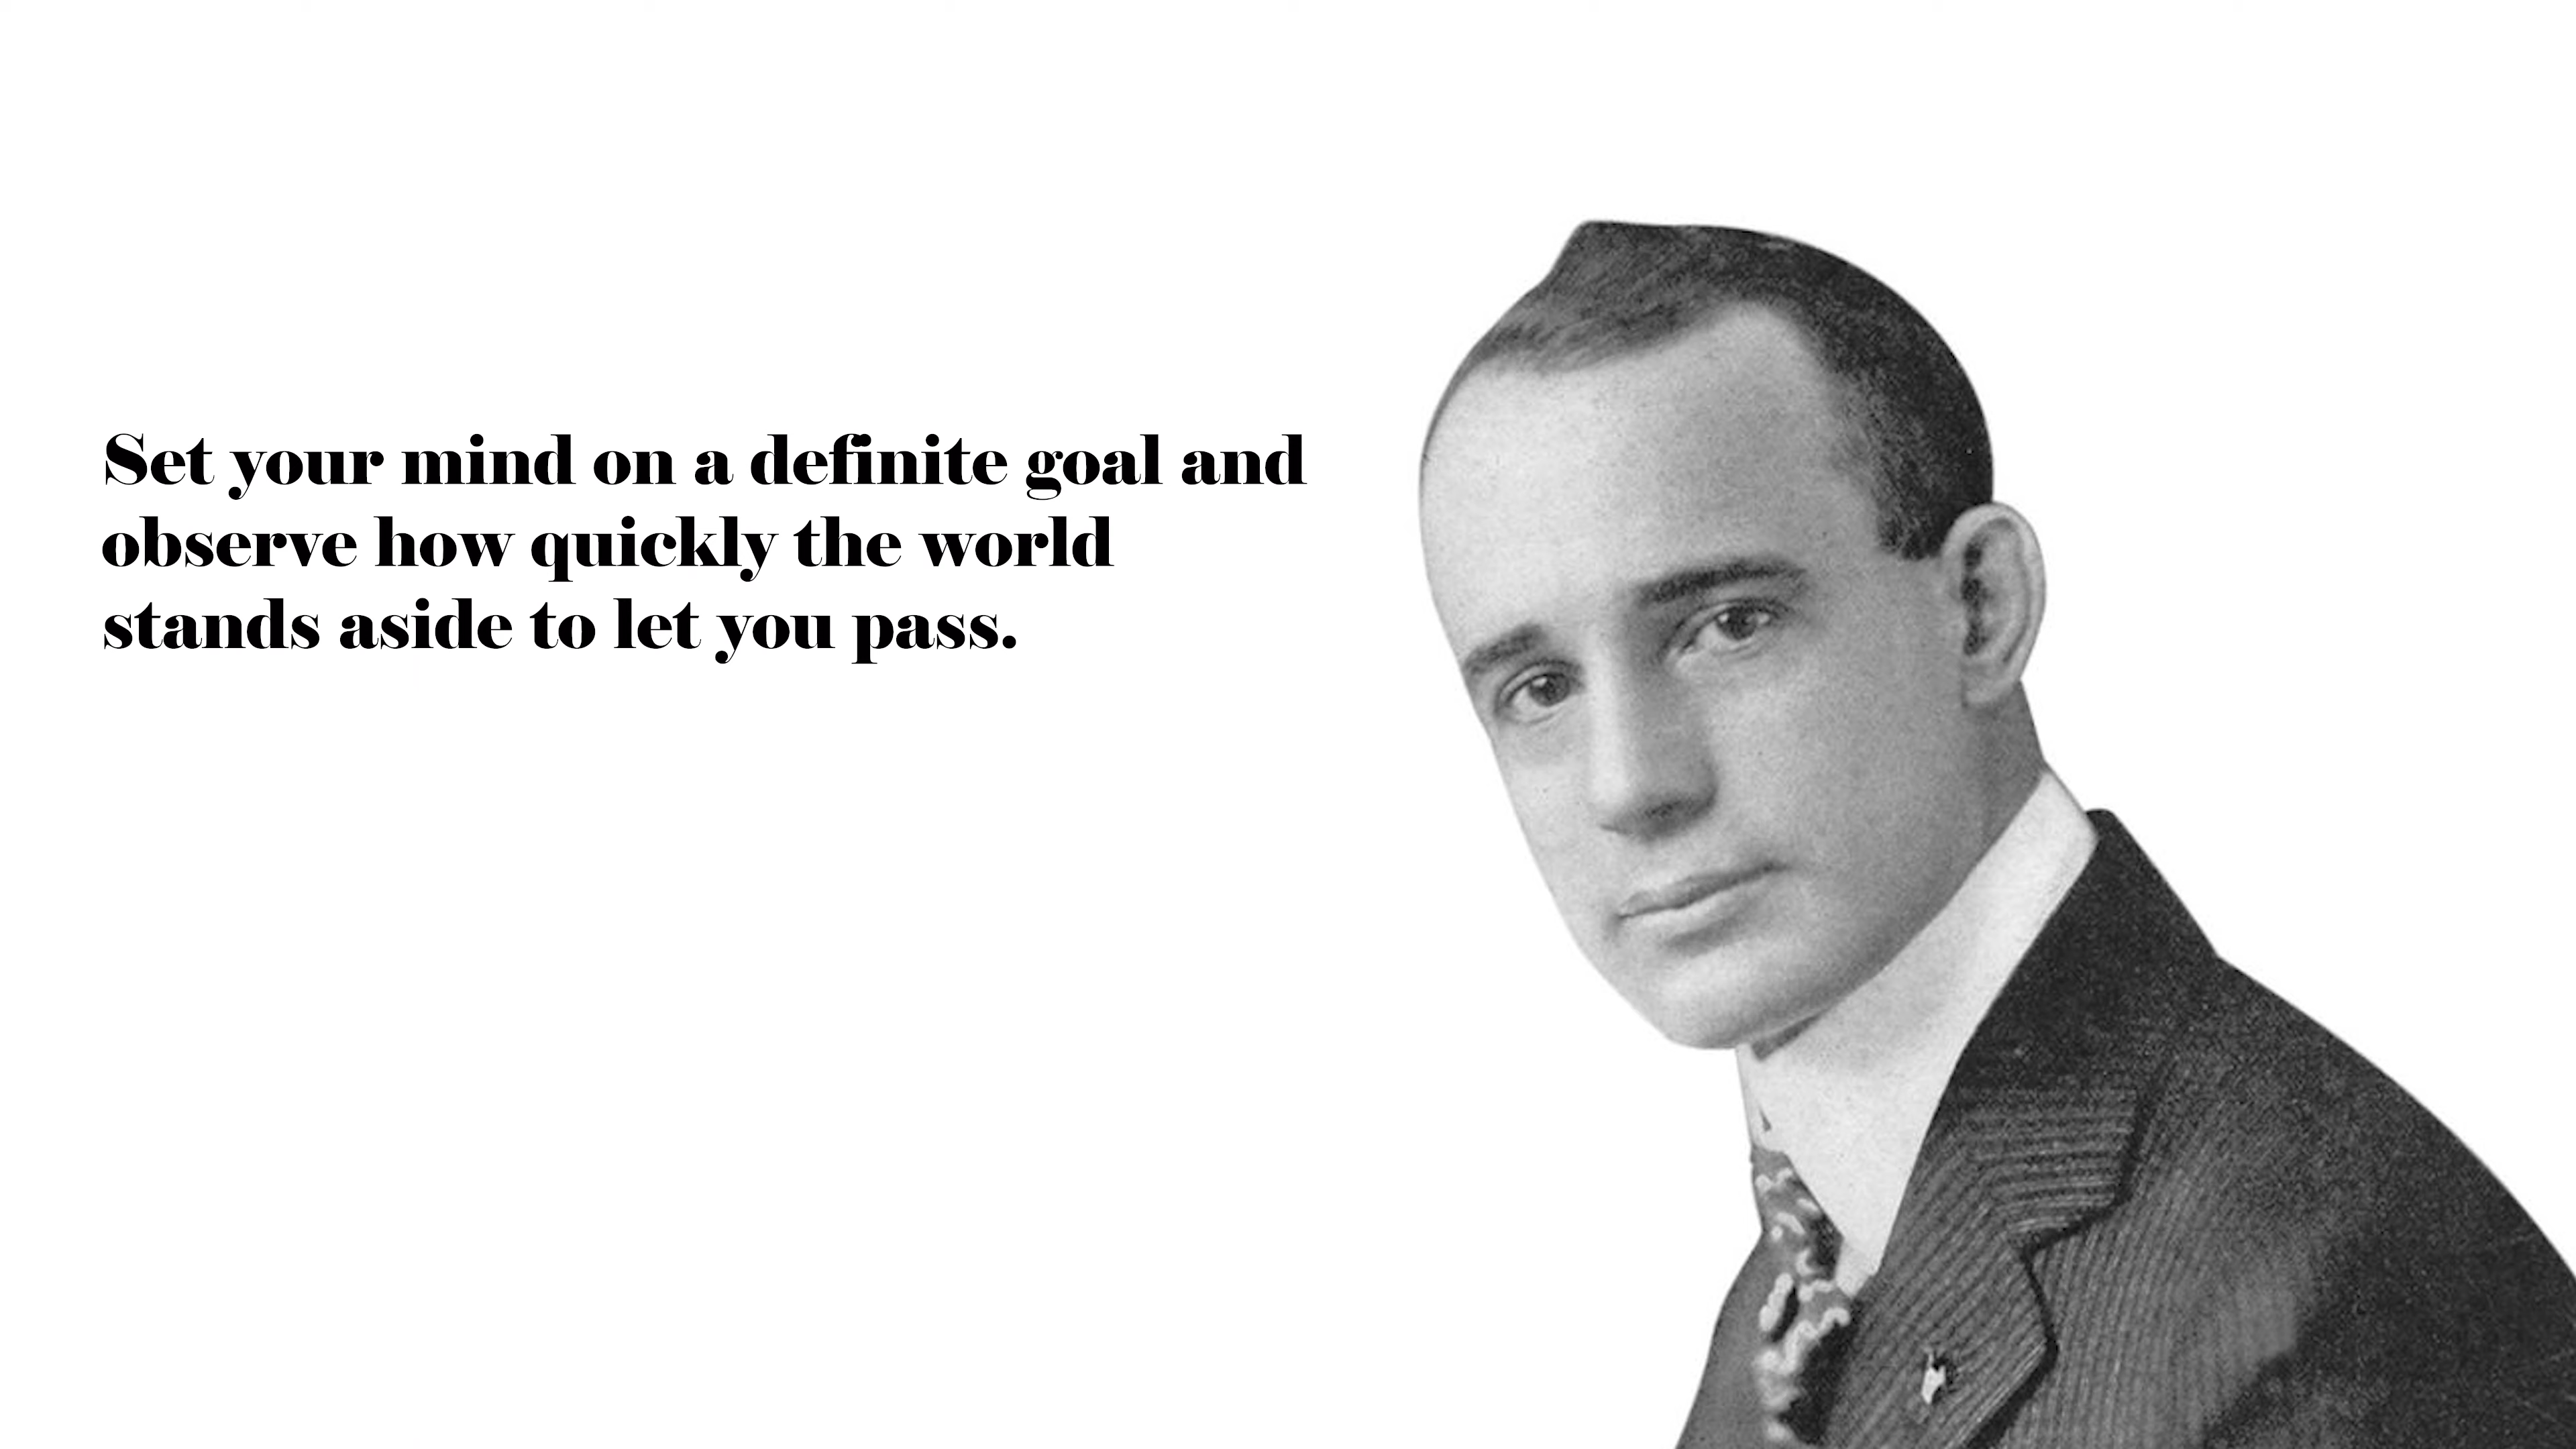 Set your mind on a definite goal and
observe how quickly the world
stands aside to let you pass.